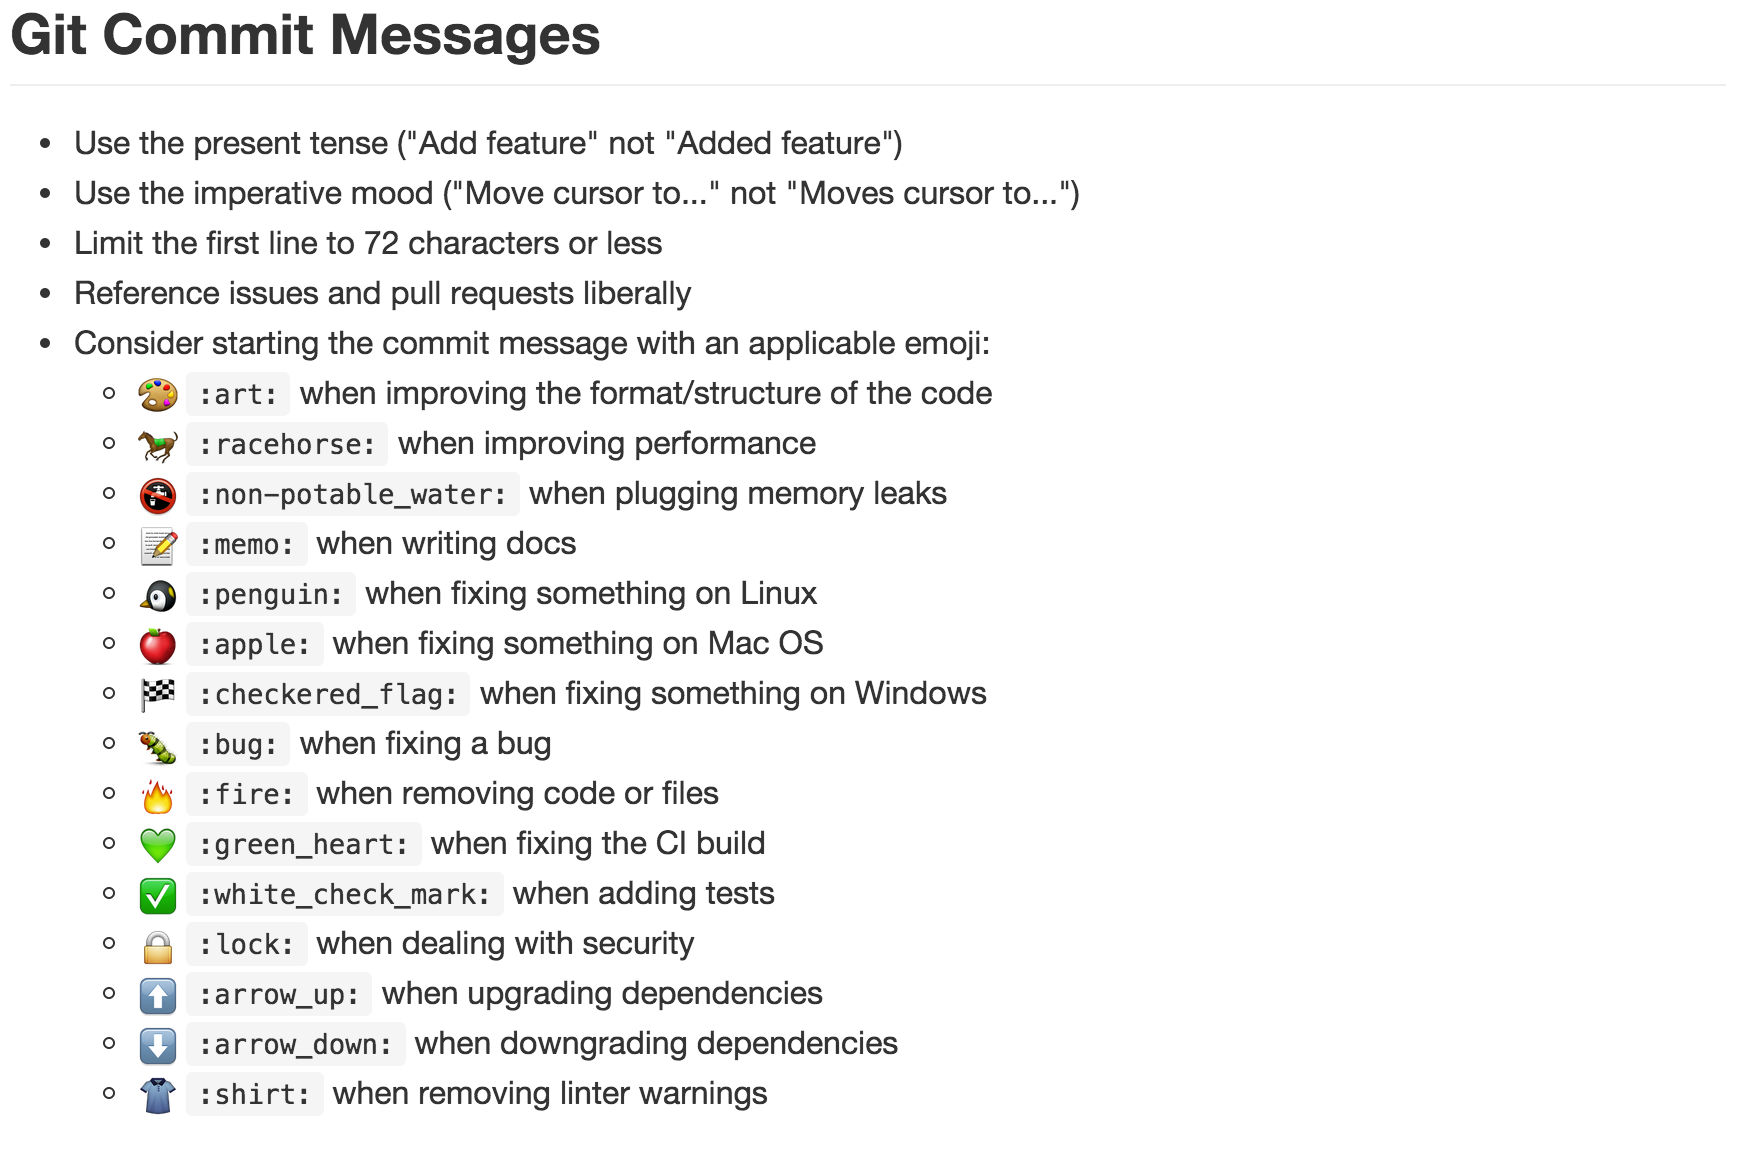 Git Commit Messages
Use the present tense ("Add feature" not "Added feature")
Use the imperative mood ("Move cursor to..." not "Moves cursor to...")
Limit the first line to 72 characters or less
Reference issues and pull requests liberally
Consider starting the commit message with an applicable emoji:
:art: when improving the format/structure of the code
:racehorse: when improving performance
:non-potable_water: when plugging memory leaks
:memo: when writing docs
:penguin: when fixing something on Linux
:apple: when fixing something on Mac OS
:checkered_flag: when fixing something on Windows
:bug: when fixing a bug
:fire: when removing code or files
:green_heart: when fixing the CI build
:white_check_mark: when adding tests
:lock: when dealing with security
:arrow_up: when upgrading dependencies
:arrow_down: when downgrading dependencies
:shirt: when removing linter warnings